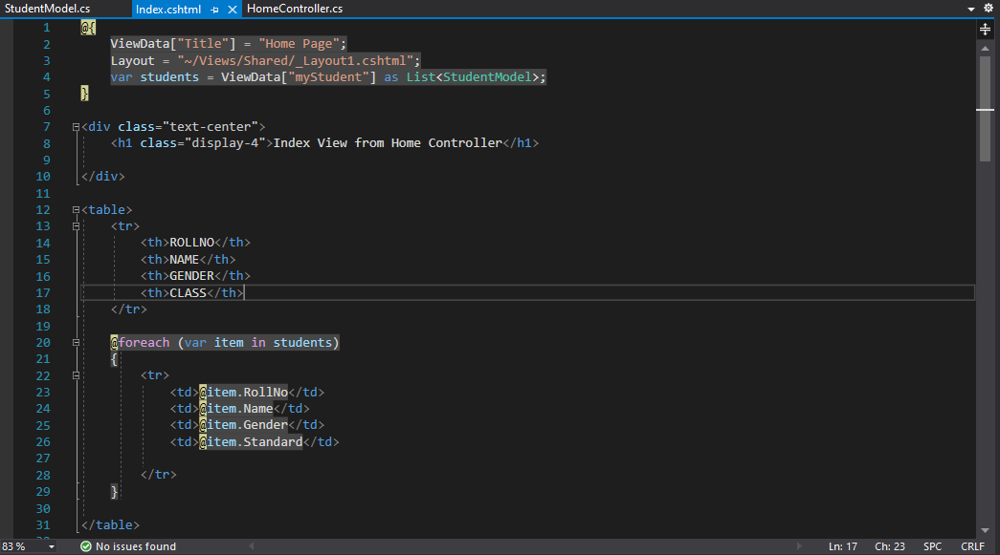 StudentModel.cs Index.cshtml HomeController.cs
1 @{
2 ViewData["Title"] = "Home Page";
3 Layout = "~/Views/Shared/_Layout1.cshtml";
4 var students = ViewData["myStudent"] as List<StudentModel>;
5 }
6
7 <div class="text-center">
8 <h1 class="display-4">Index View from Home Controller</h1>
9
10 </div>
11
12 <table>
13 <tr>
14 <th>ROLLNO</th>
15 <th>NAME</th>
16 <th>GENDER</th>
17 <th>CLASS</th>
18 </tr>
19
20 @foreach (var item in students)
21 {
22 <tr>
23 <td>@item.RollNo</td>
24 <td>@item.Name</td>
25 <td>@item.Gender</td>
26 <td>@item.Standard</td>
27
28 </tr>
29 }
30
31 </table>
83 % No issues found Ln: 17 Ch: 23 SPC CRLF